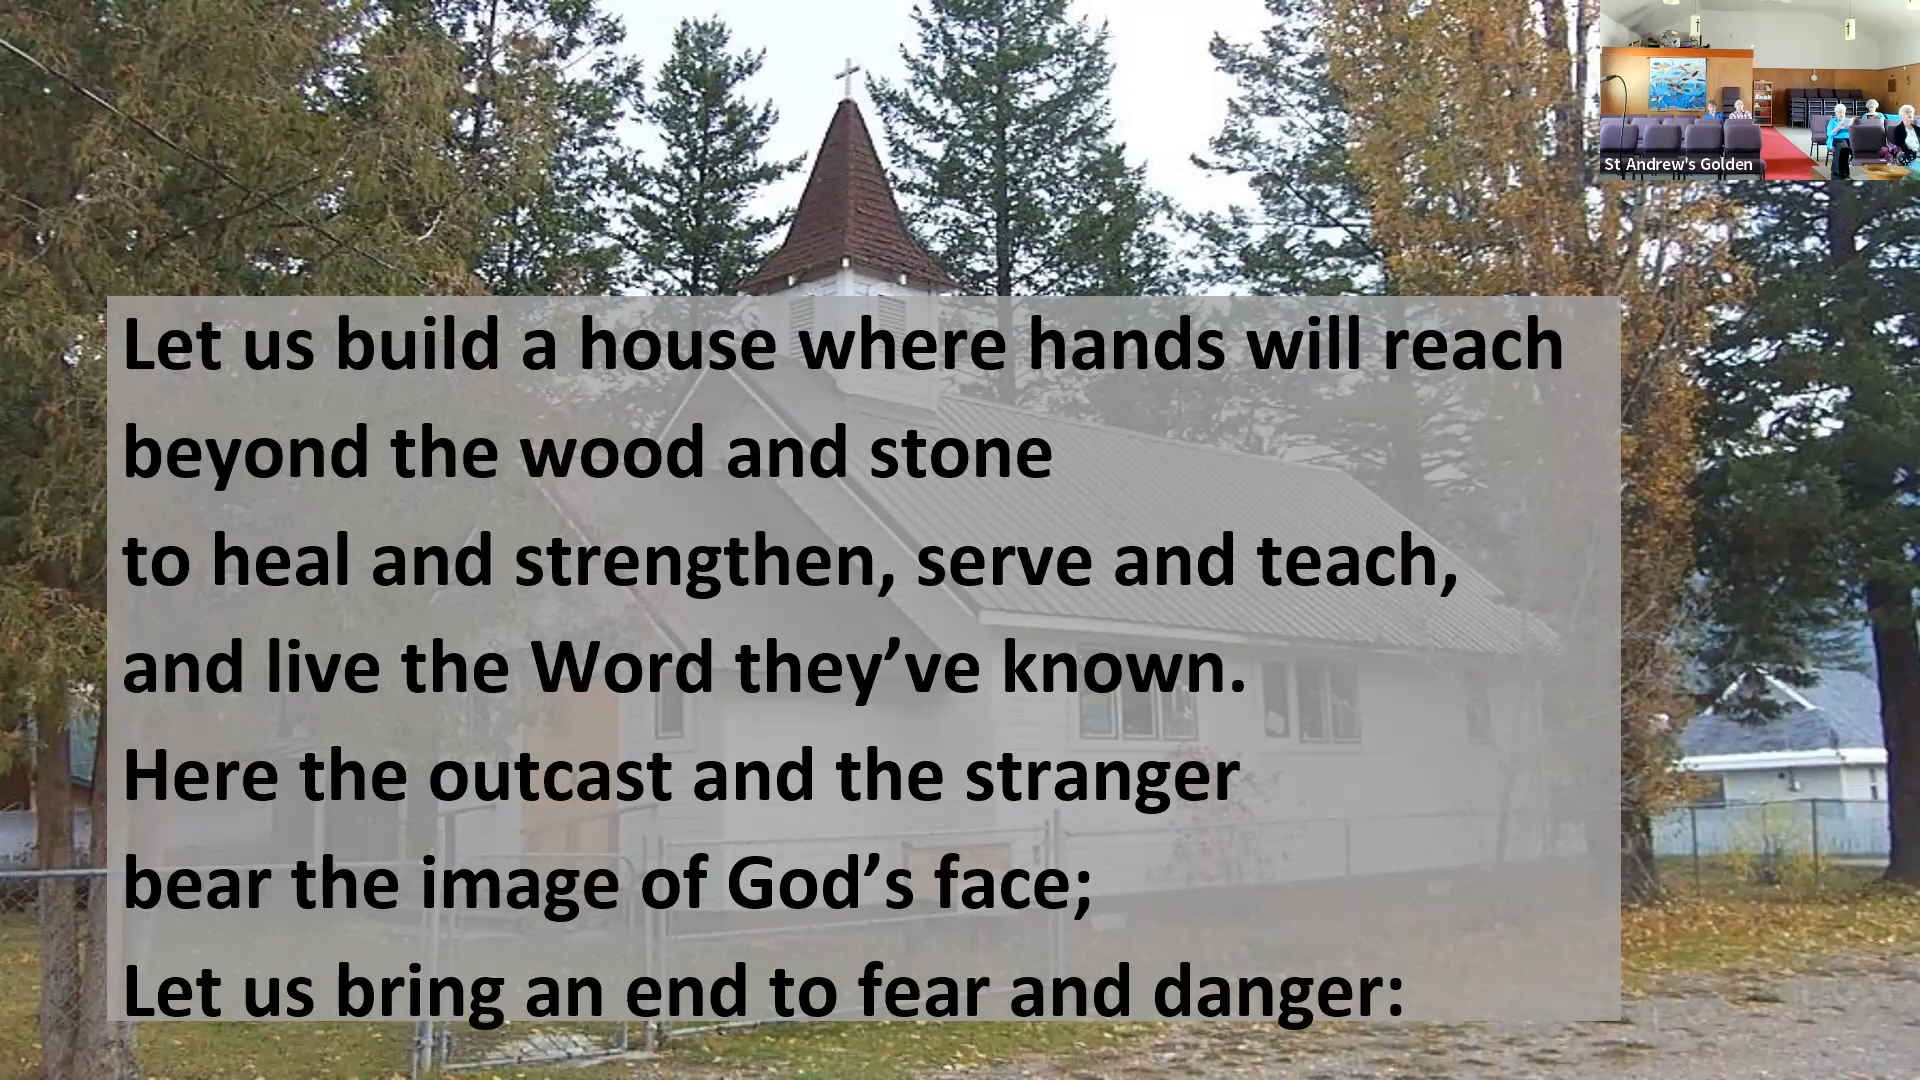 St Andrew's Golden
Let us build a house where hands will reach
beyond the wood and stone
to heal and strengthen, serve and teach,
and live the Word they’ve known.
Here the outcast and the stranger
bear the image of God’s face;
Let us bring an end to fear and danger: